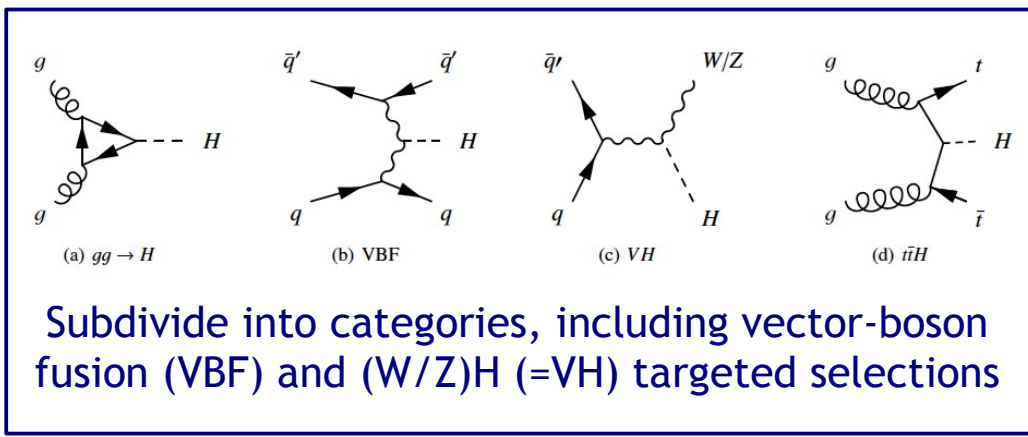 g
g
H
(a) gg → H
q̄′
q̄′
H
q
q
(b) VBF
q̄′
W/Z
q
H
(c) VH
g
t
H
g
t̄
(d) tt̄H
Subdivide into categories, including vector-boson
fusion (VBF) and (W/Z)H (=VH) targeted selections